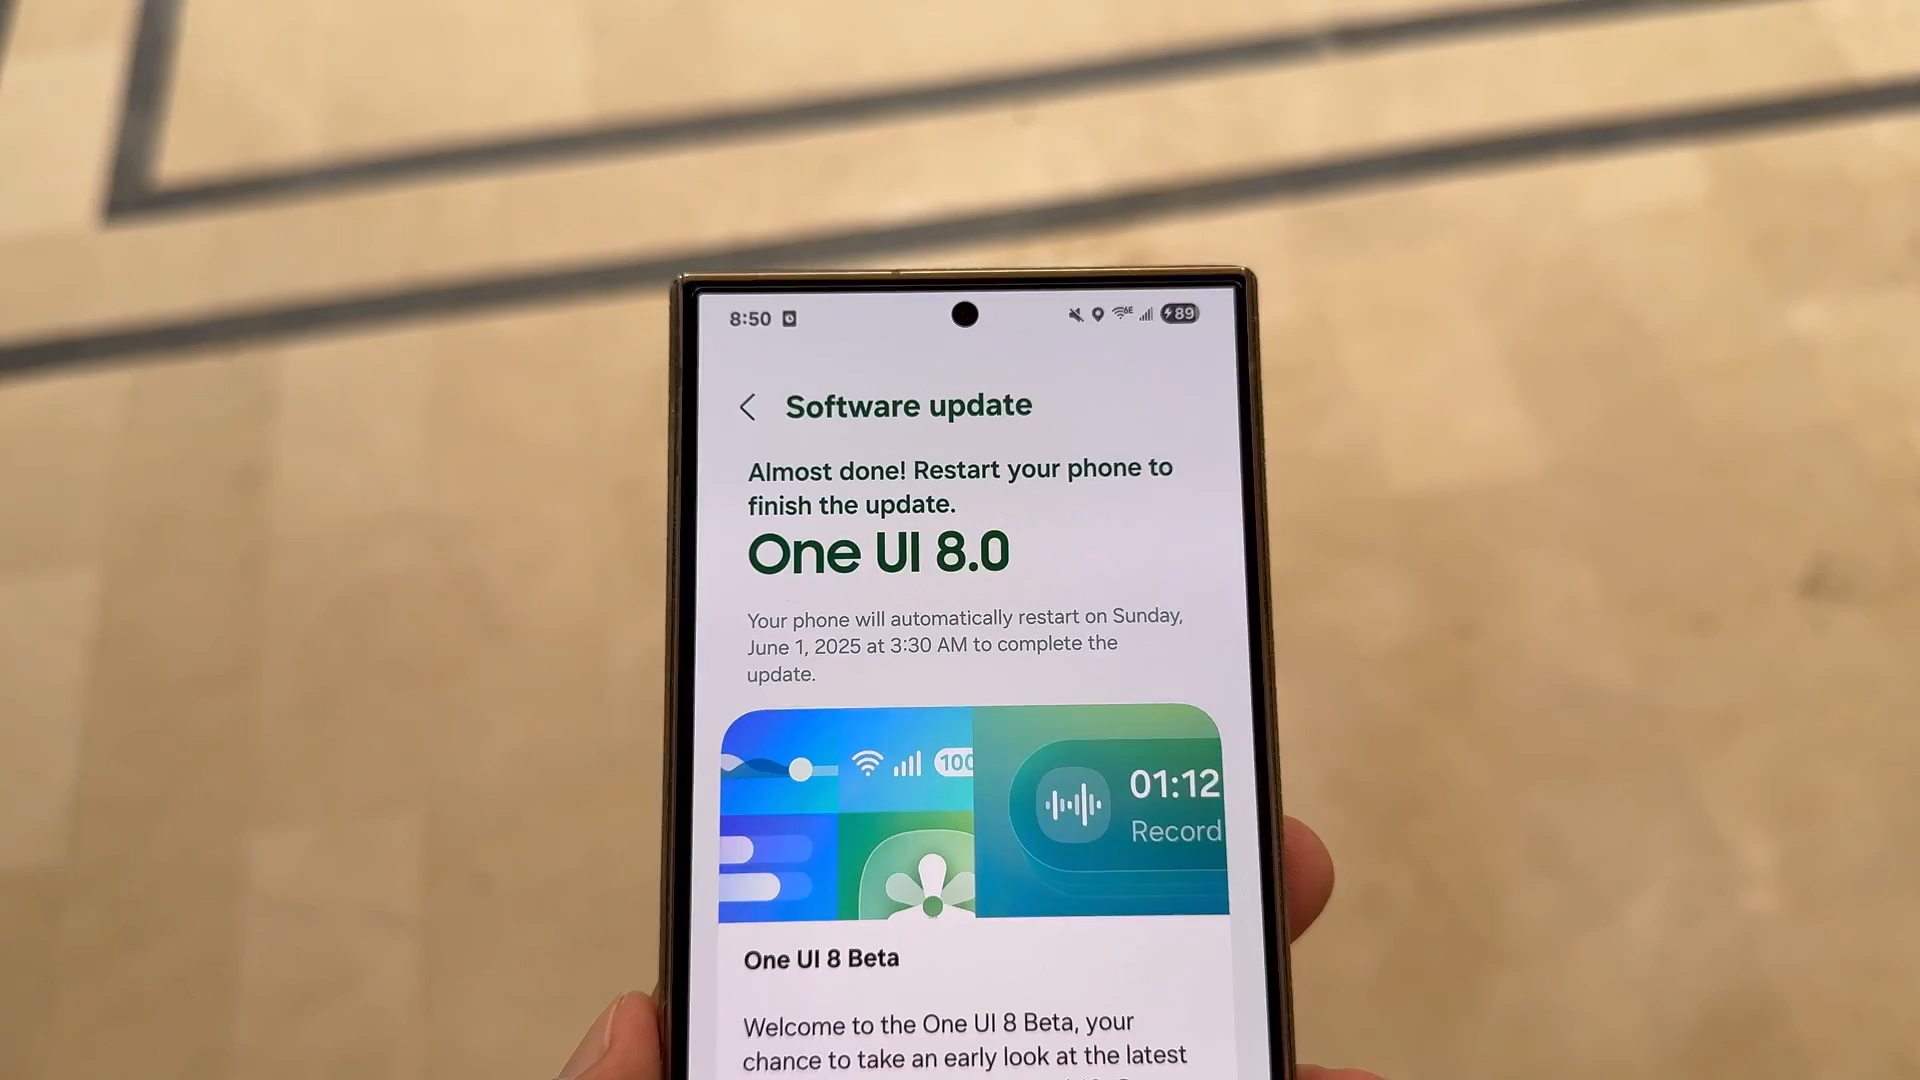 8:50
6E
89
Software update
Almost done! Restart your phone to
finish the update.
One UI 8.0
Your phone will automatically restart on Sunday,
June 1, 2025 at 3:30 AM to complete the
update.
100
01:12
Record
One UI 8 Beta
Welcome to the One UI 8 Beta, your
chance to take an early look at the latest